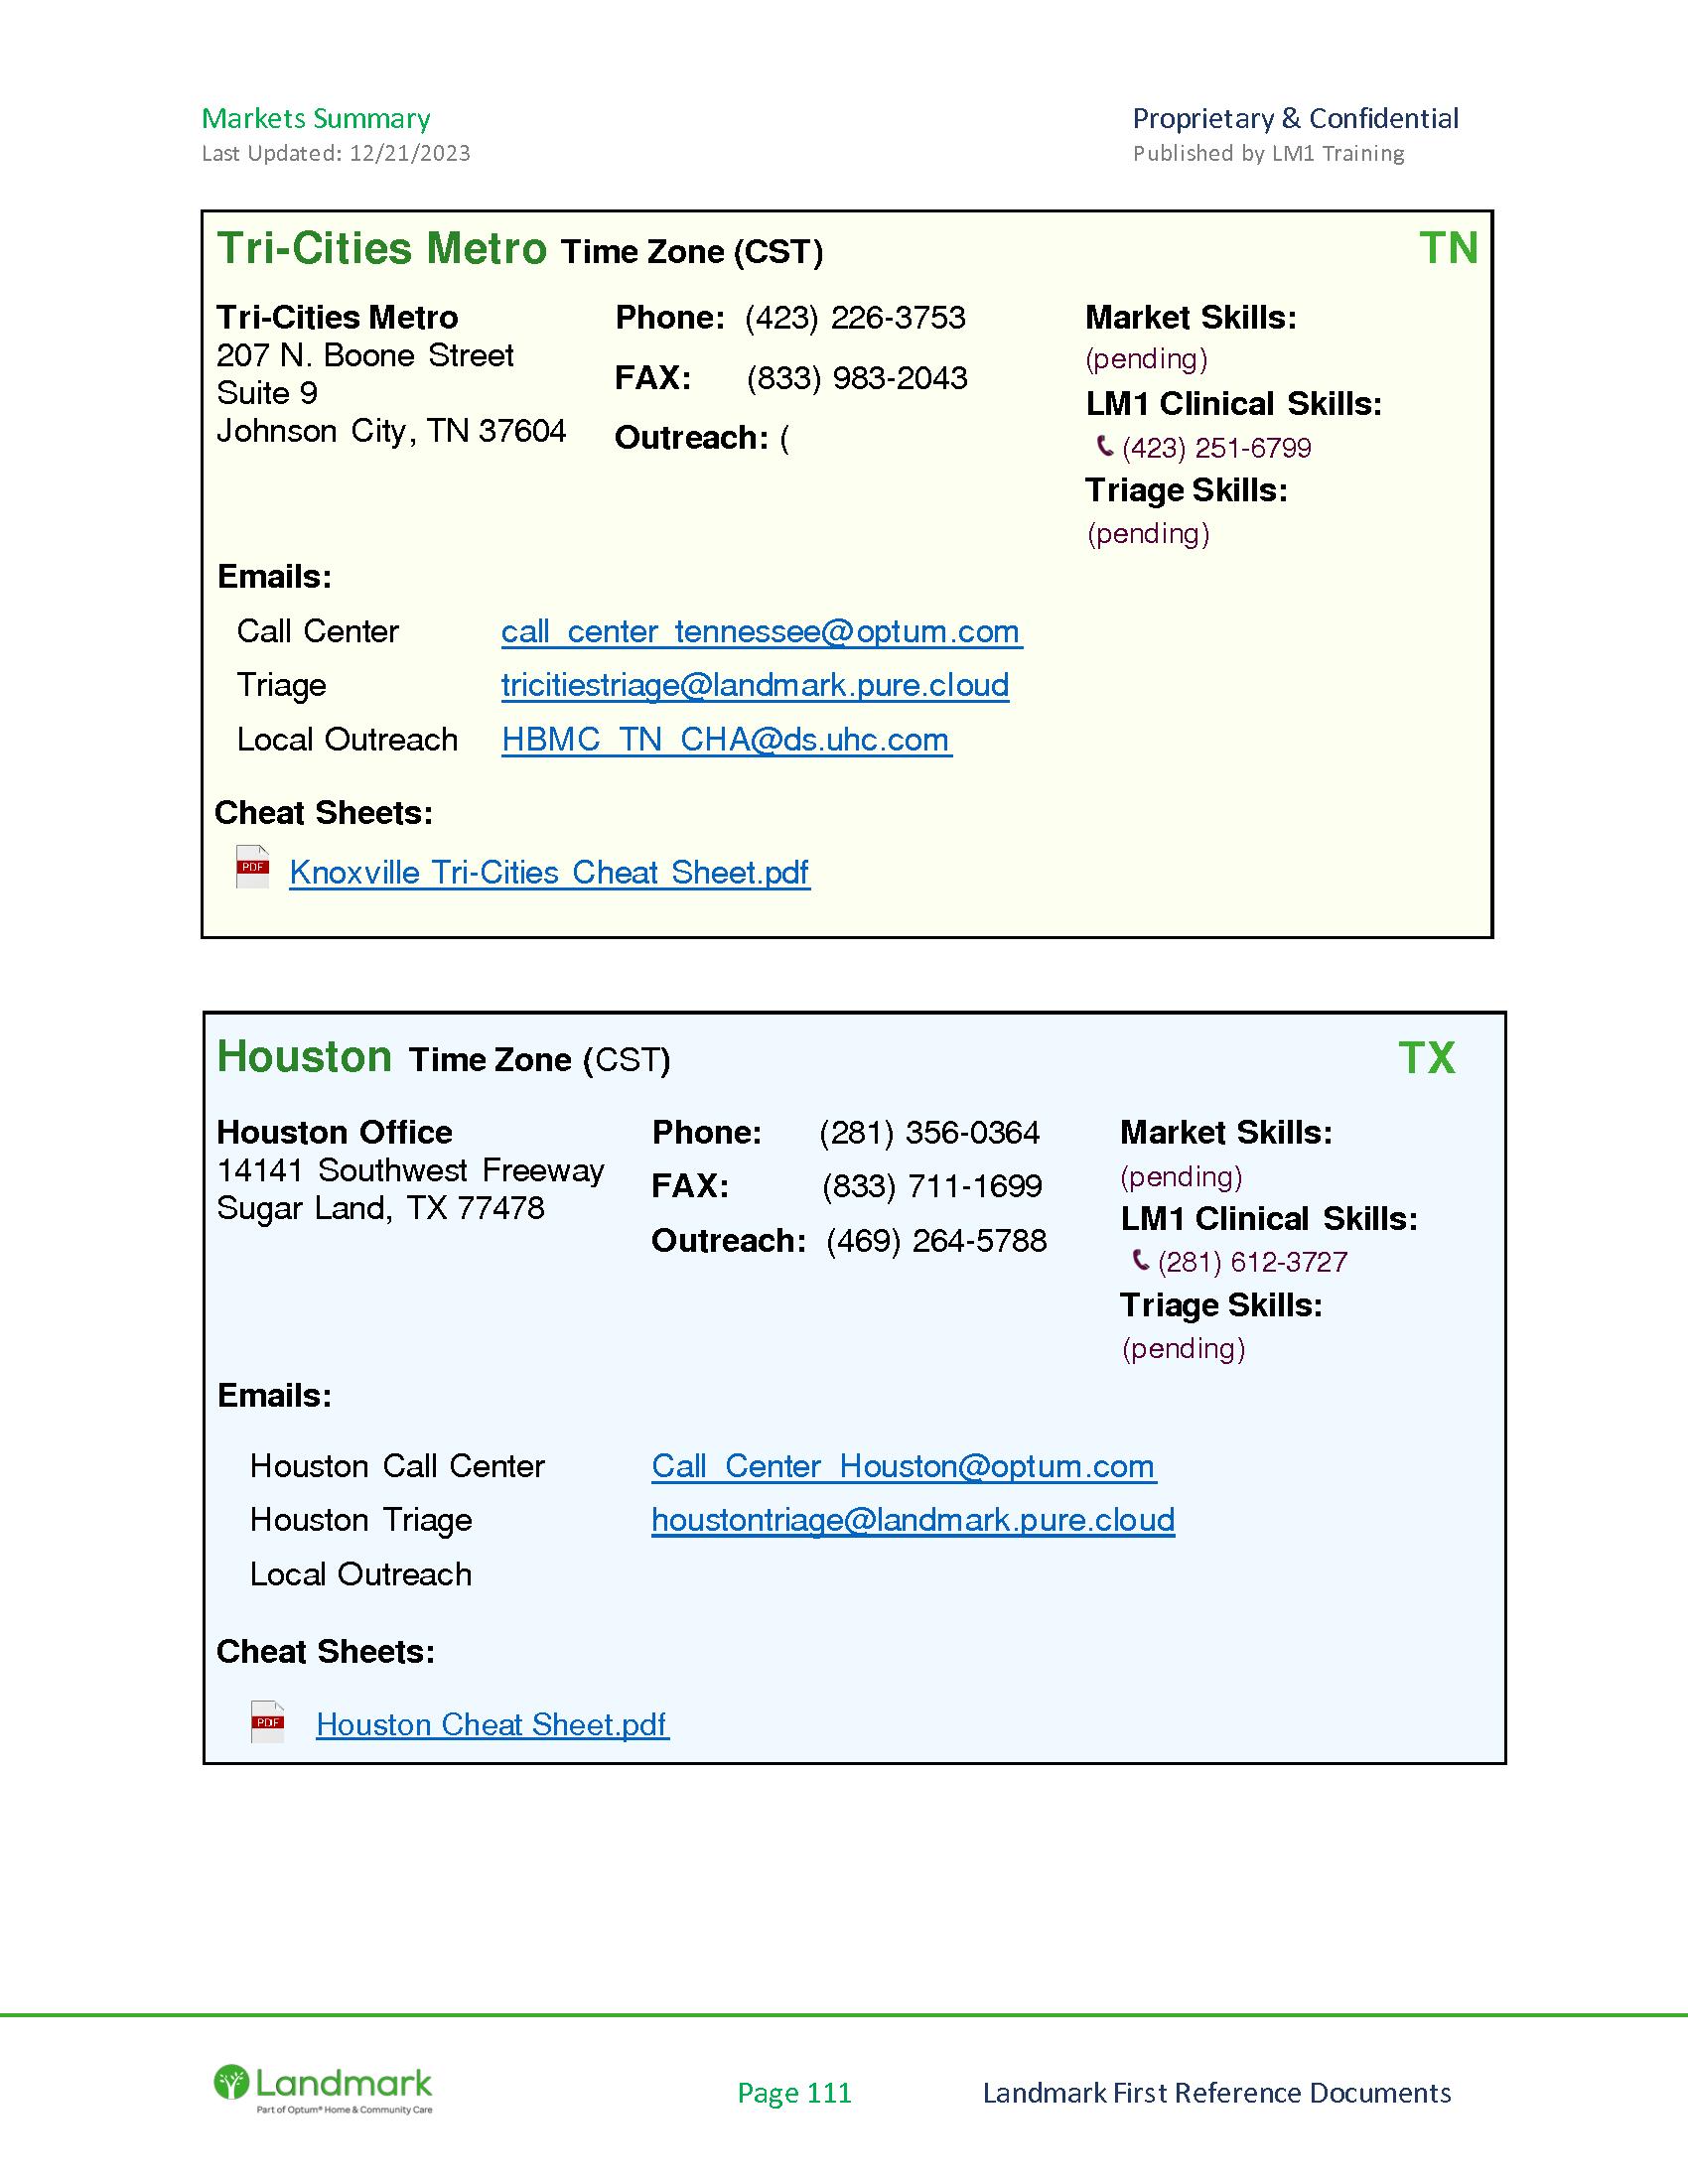 Markets Summary
Last Updated: 12/21/2023
Proprietary & Confidential
Published by LM1 Training
Tri-Cities Metro Time Zone (CST)
TN
Tri-Cities Metro
207 N. Boone Street
Suite 9
Johnson City, TN 37604
Phone: (423) 226-3753
FAX: (833) 983-2043
Outreach: (
Market Skills:
(pending)
LM1 Clinical Skills:
(423) 251-6799
Triage Skills:
(pending)
Emails:
Call Center call_center_tennessee@optum.com
Triage tricitiestriage@landmark.pure.cloud
Local Outreach HBMC_TN_CHA@ds.uhc.com
Cheat Sheets:
PDF Knoxville Tri-Cities Cheat Sheet.pdf
Houston Time Zone (CST)
TX
Houston Office
14141 Southwest Freeway
Sugar Land, TX 77478
Phone: (281) 356-0364
FAX: (833) 711-1699
Outreach: (469) 264-5788
Market Skills:
(pending)
LM1 Clinical Skills:
(281) 612-3727
Triage Skills:
(pending)
Emails:
Houston Call Center Call_Center_Houston@optum.com
Houston Triage houstontriage@landmark.pure.cloud
Local Outreach
Cheat Sheets:
PDF Houston Cheat Sheet.pdf
Landmark
Part of Optum® Home & Community Care
Page 111
Landmark First Reference Documents